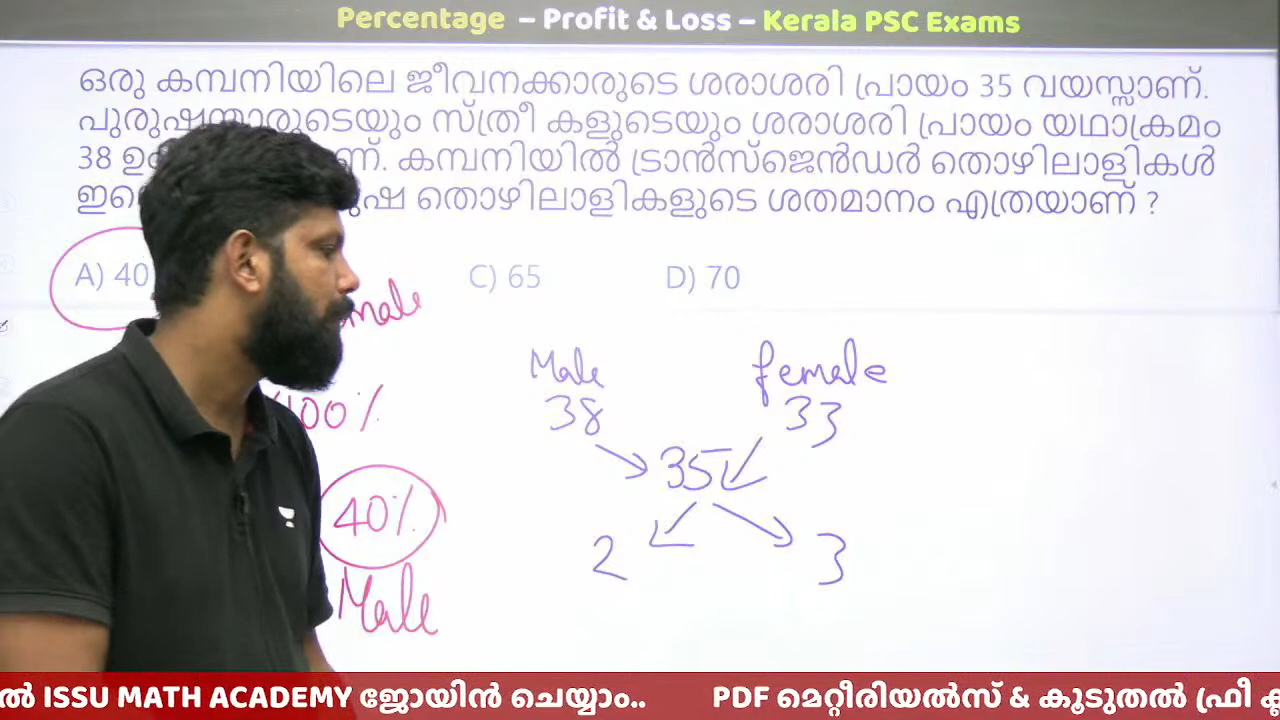 Percentage – Profit & Loss – Kerala PSC Exams
ഒരു കമ്പനിയിലെ ജീവനക്കാരുടെ ശരാശരി പ്രായം 35 വയസ്സാണ്.
പുരുഷന്മാരുടെയും സ്ത്രീ കളുടെയും ശരാശരി പ്രായം യഥാക്രമം
38 ണ്. കമ്പനിയിൽ ട്രാൻസ്ജെൻഡർ തൊഴിലാളികൾ
തൊഴിലാളികളുടെ ശതമാനം എത്രയാണ് ?
A) 40 C) 65 D) 70
male
Male female
38 33
100%
35
40%
2 3
Male
ൽ ISSU MATH ACADEMY ജോയിൻ ചെയ്യാം.. PDF മെറ്റീരിയൽസ് & കൂടുതൽ ഫ്രീ